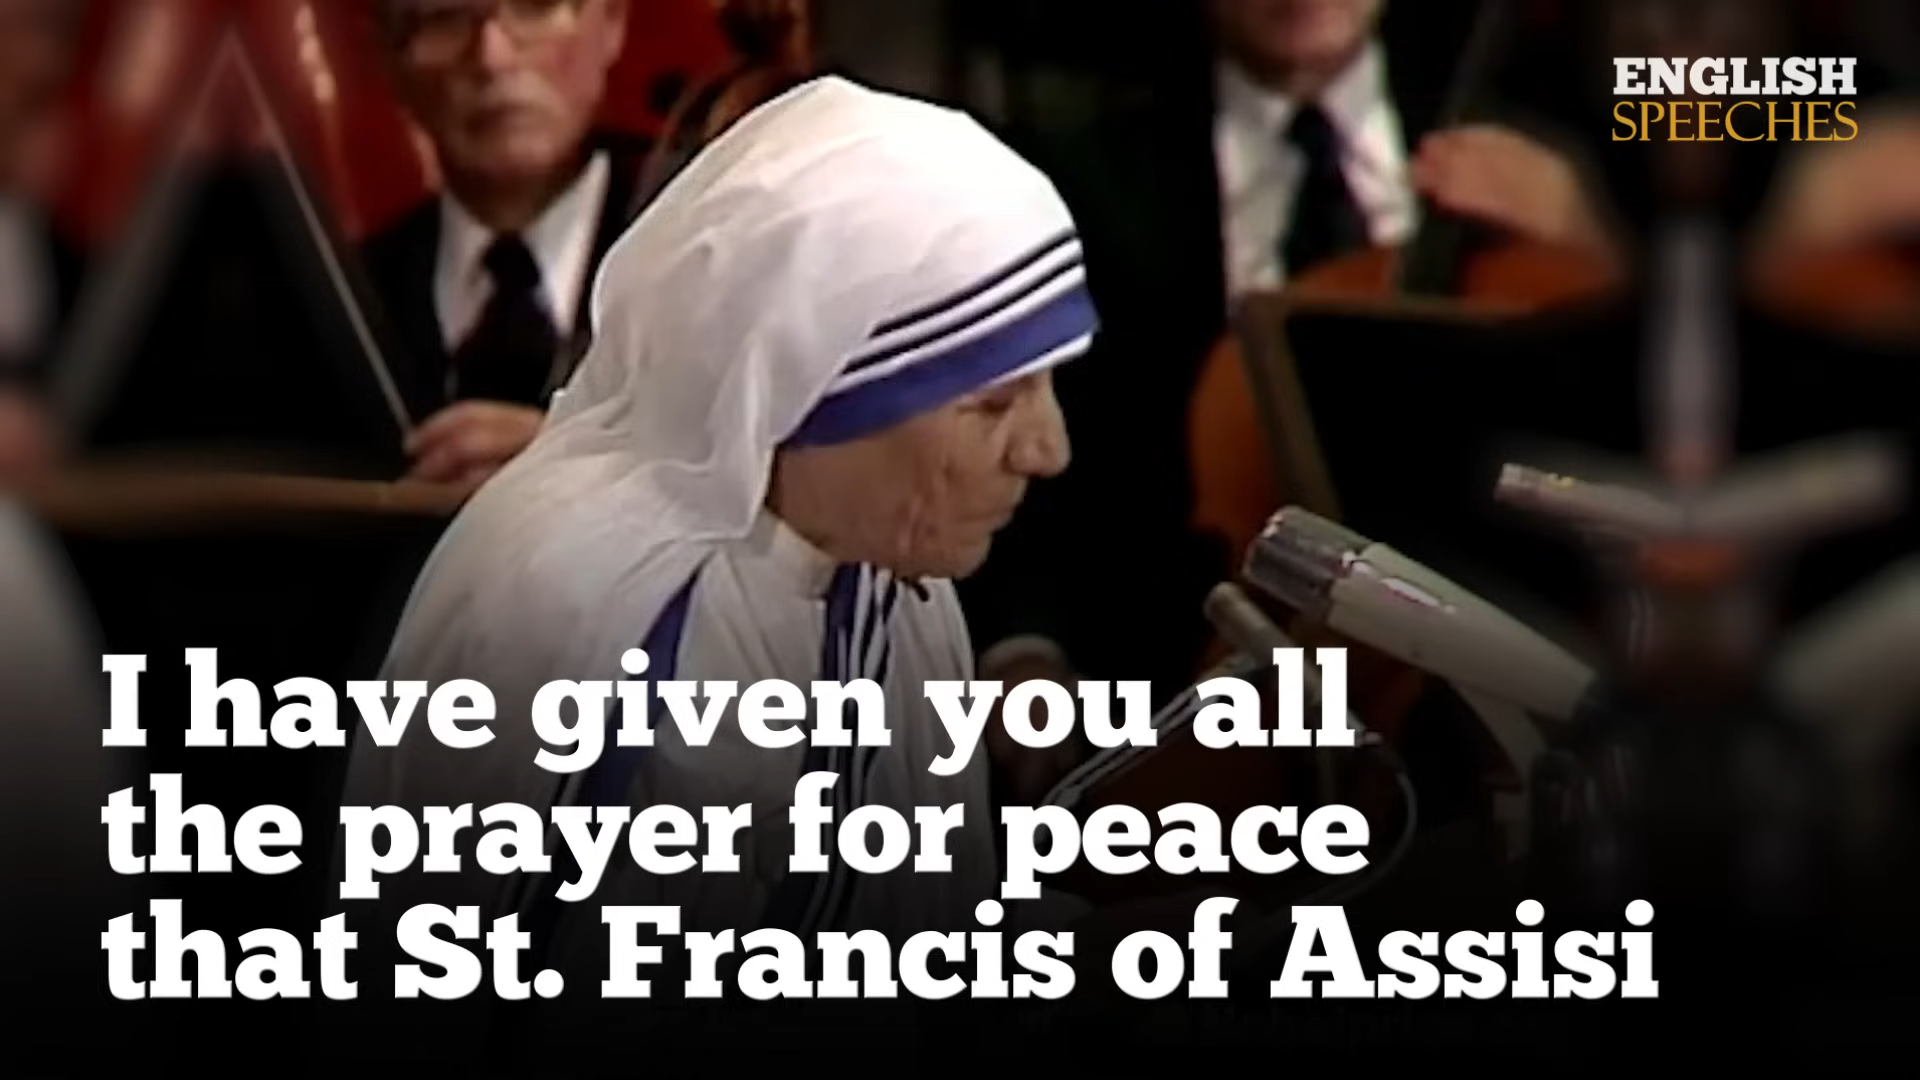 ENGLISH
SPEECHES
I have given you all
the prayer for peace
that St. Francis of Assisi